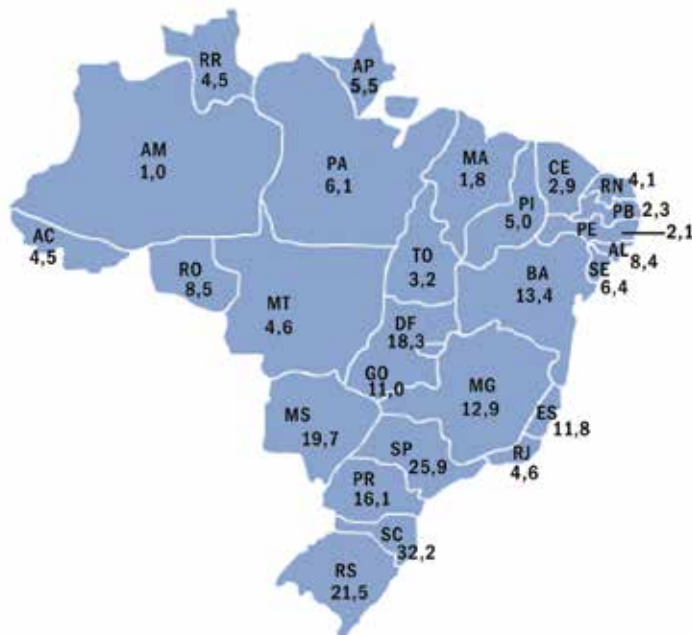 RR
4,5
AP
5,5
AM
1,0
PA
6,1
MA
1,8
CE
2,9
RN
4,1
PI
5,0
PB
2,3
PE
2,1
AL
8,4
SE
6,4
AC
4,5
RO
8,5
TO
3,2
BA
13,4
MT
4,6
DF
18,3
GO
11,0
MG
12,9
ES
11,8
MS
19,7
SP
25,9
RJ
4,6
PR
16,1
SC
32,2
RS
21,5